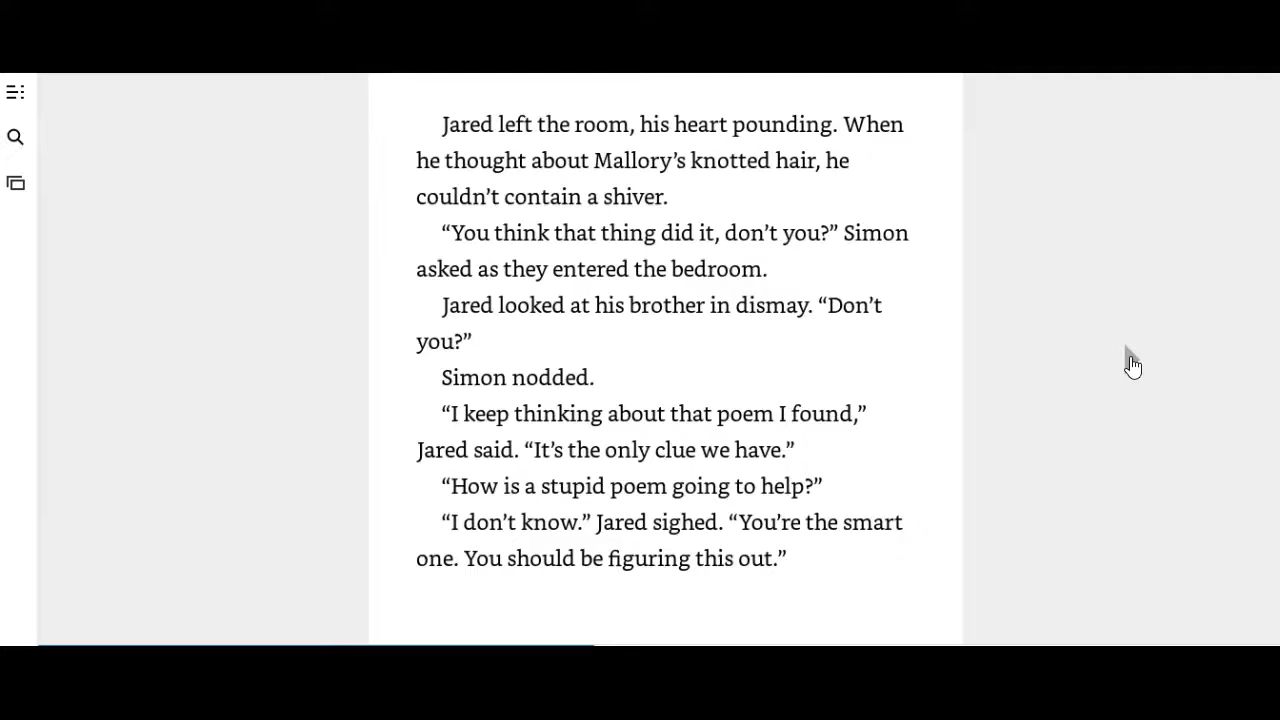 Jared left the room, his heart pounding. When
he thought about Mallory’s knotted hair, he
couldn’t contain a shiver.
“You think that thing did it, don’t you?” Simon
asked as they entered the bedroom.
Jared looked at his brother in dismay. “Don’t
you?”
Simon nodded.
“I keep thinking about that poem I found,”
Jared said. “It’s the only clue we have.”
“How is a stupid poem going to help?”
“I don’t know.” Jared sighed. “You’re the smart
one. You should be figuring this out.”